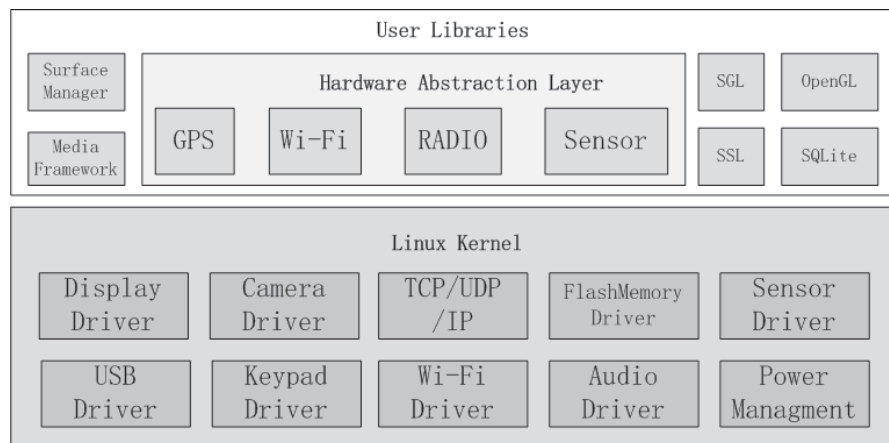 User Libraries
Surface
Manager
Hardware Abstraction Layer
SGL
OpenGL
GPS
Wi-Fi
RADIO
Sensor
Media
Framework
SSL
SQLite
Linux Kernel
Display
Driver
Camera
Driver
TCP/UDP
/IP
FlashMemory
Driver
Sensor
Driver
USB
Driver
Keypad
Driver
Wi-Fi
Driver
Audio
Driver
Power
Managment